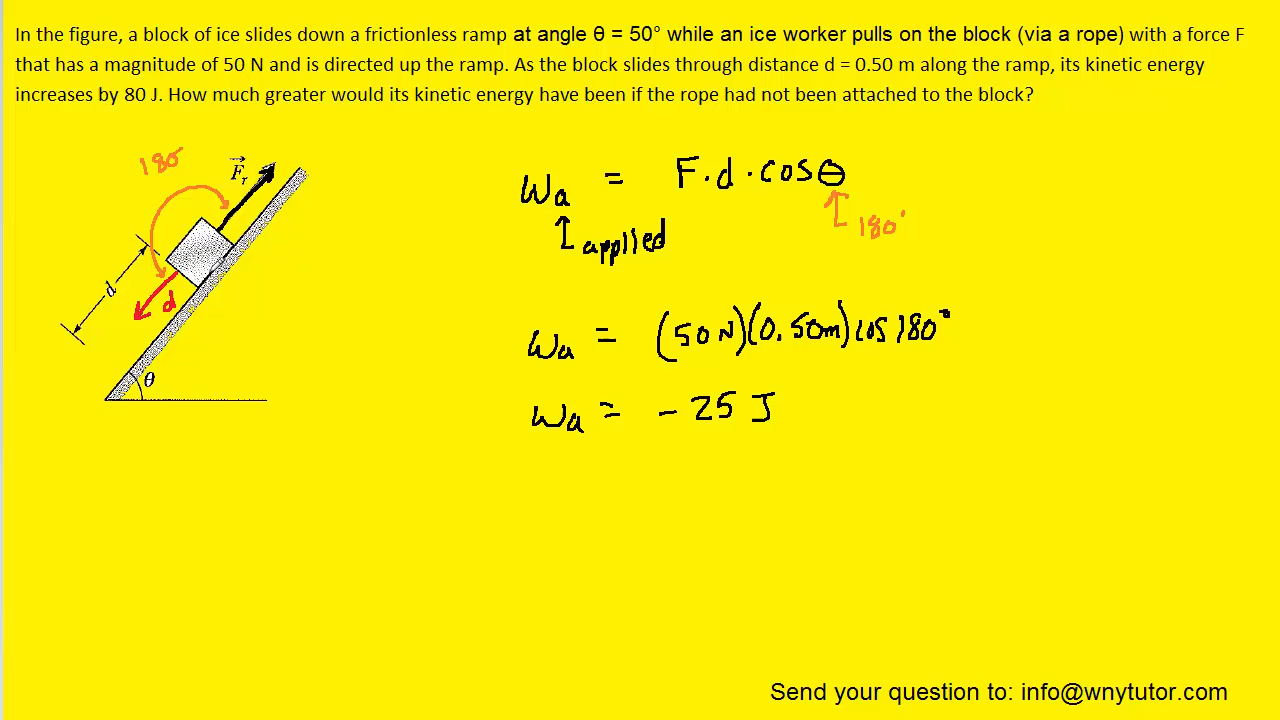 In the figure, a block of ice slides down a frictionless ramp at angle θ = 50° while an ice worker pulls on the block (via a rope) with a force F
that has a magnitude of 50 N and is directed up the ramp. As the block slides through distance d = 0.50 m along the ramp, its kinetic energy
increases by 80 J. How much greater would its kinetic energy have been if the rope had not been attached to the block?
180°
F⃗r
d
d
θ
Wa = F·d·cosθ
applied
180°
Wa = (50 N)(0.50m)cos 180°
Wa = -25 J
Send your question to: info@wnytutor.com